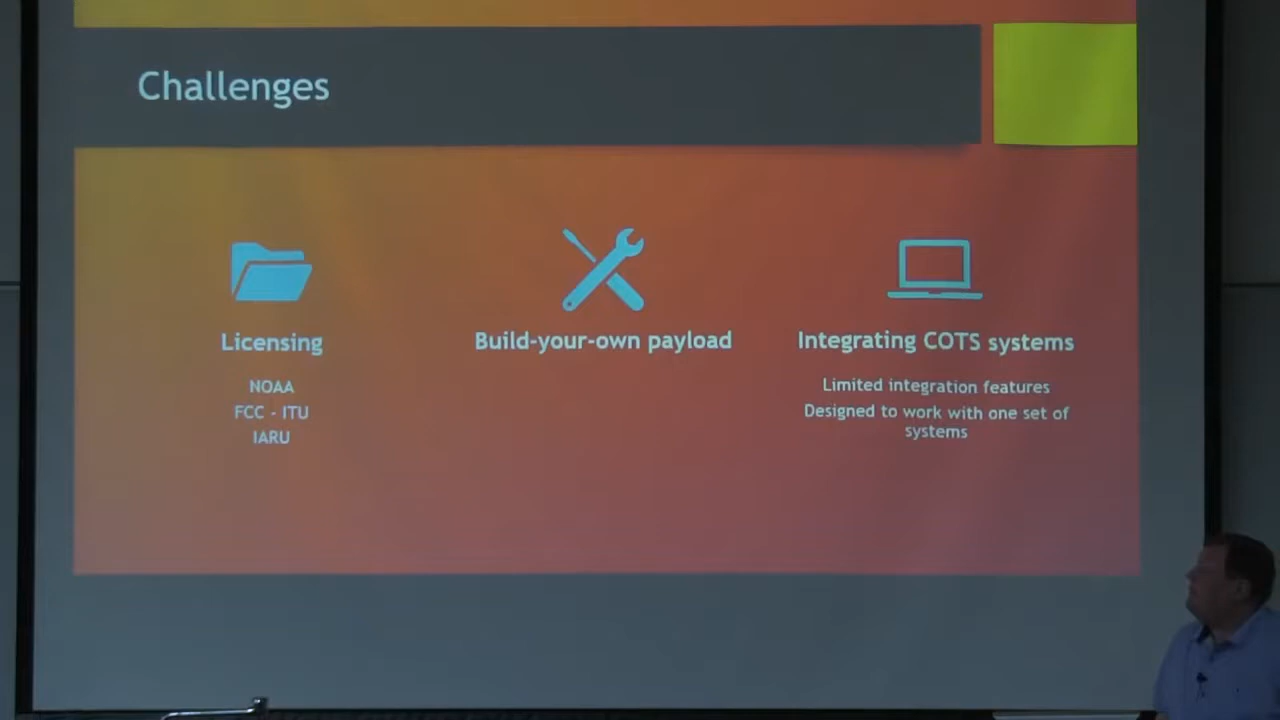 Challenges
Licensing
NOAA
FCC - ITU
IARU
Build-your-own payload
Integrating COTS systems
Limited integration features
Designed to work with one set of
systems